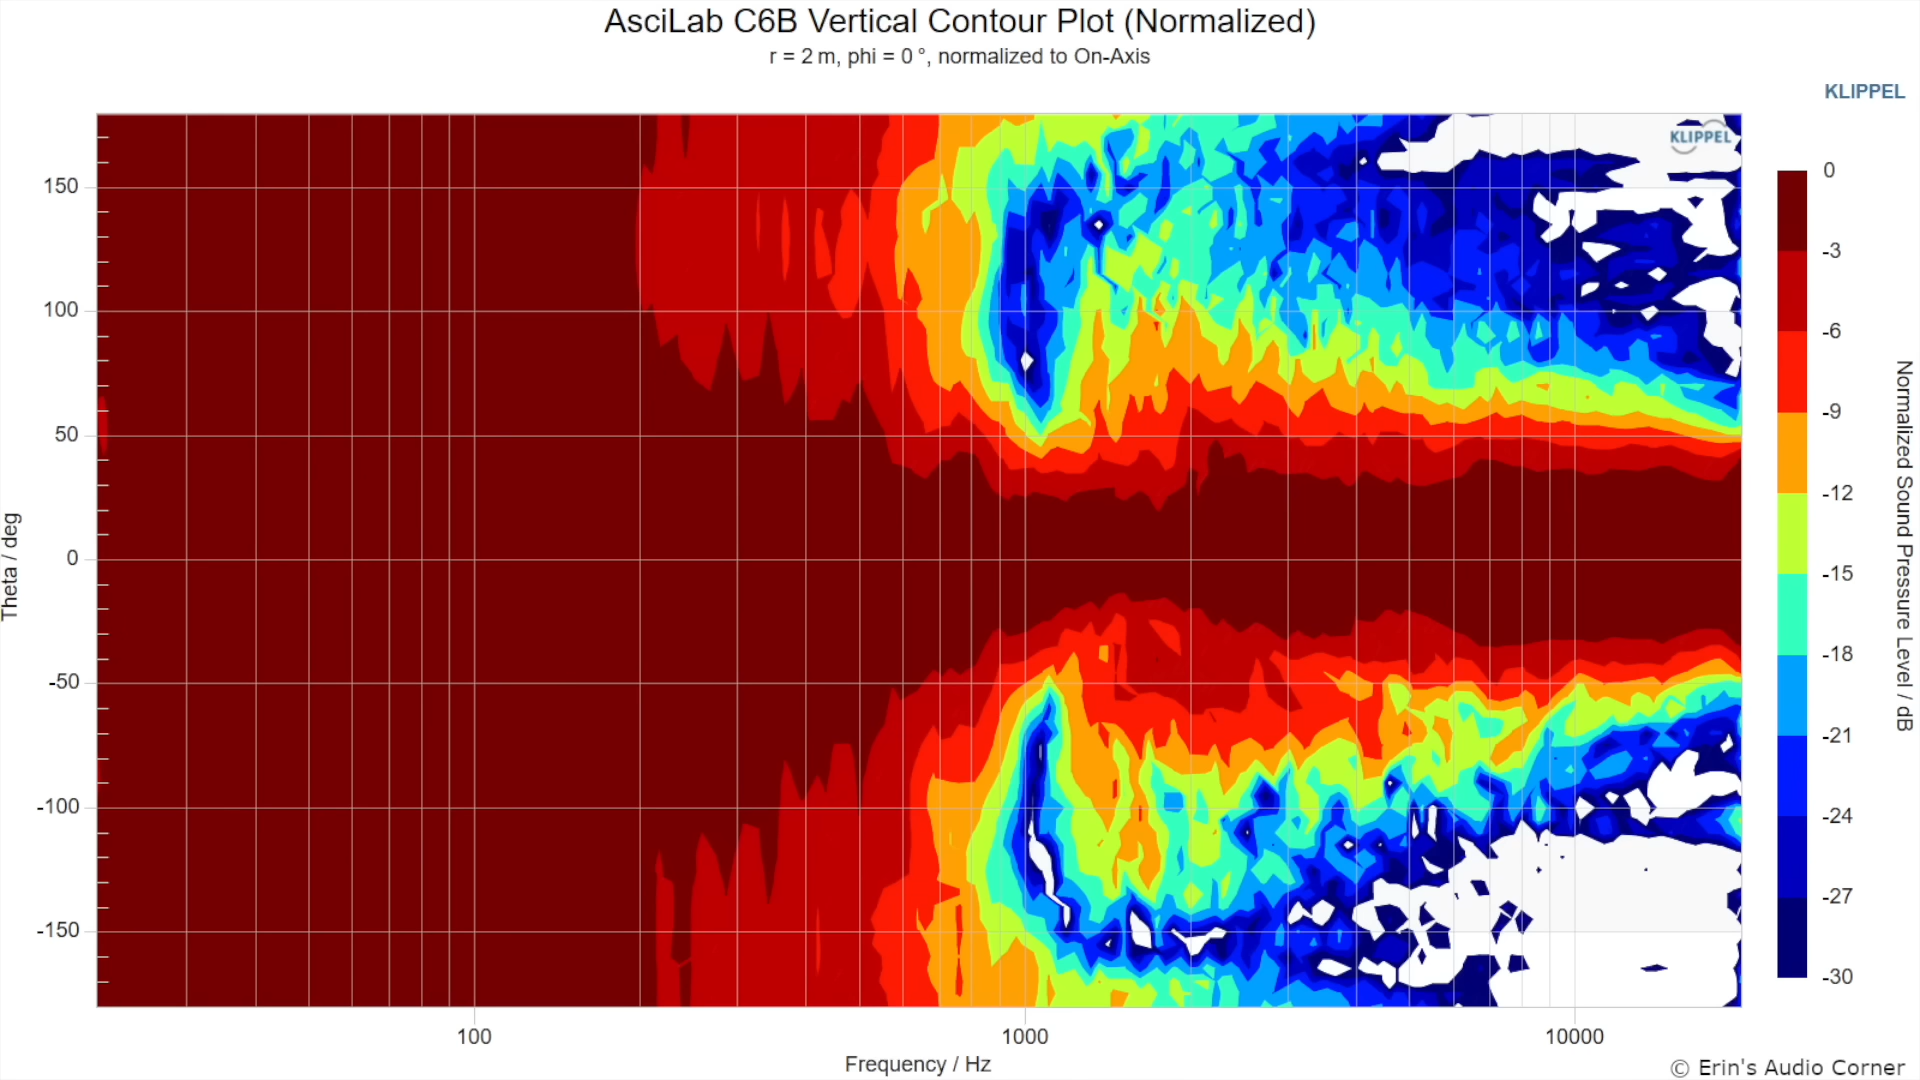 AsciLab C6B Vertical Contour Plot (Normalized)
r = 2 m, phi = 0 °, normalized to On-Axis
KLIPPEL
KLIPPEL
150
100
50
0
-50
-100
-150
Theta / deg
100
1000
10000
Frequency / Hz
0
-3
-6
-9
-12
-15
-18
-21
-24
-27
-30
Normalized Sound Pressure Level / dB
© Erin's Audio Corner